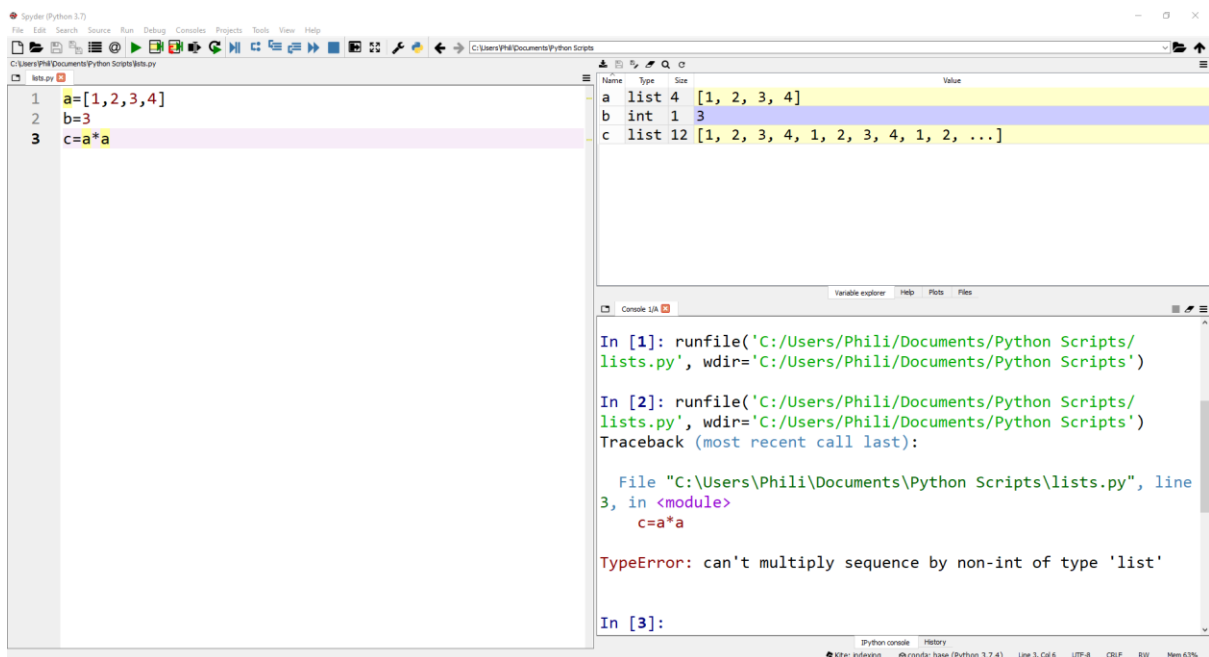 Spyder (Python 3.7)
File Edit Search Source Run Debug Consoles Projects Tools View Help
C:\Users\Phili\Documents\Python Scripts
C:\Users\Phili\Documents\Python Scripts\lists.py
lists.py
1 a=[1,2,3,4]
2 b=3
3 c=a*a
Name Type Size Value
a list 4 [1, 2, 3, 4]
b int 1 3
c list 12 [1, 2, 3, 4, 1, 2, 3, 4, 1, 2, ...]
Variable explorer Help Plots Files
Console 1/A
In [1]: runfile('C:/Users/Phili/Documents/Python Scripts/
lists.py', wdir='C:/Users/Phili/Documents/Python Scripts')
In [2]: runfile('C:/Users/Phili/Documents/Python Scripts/
lists.py', wdir='C:/Users/Phili/Documents/Python Scripts')
Traceback (most recent call last):
File "C:\Users\Phili\Documents\Python Scripts\lists.py", line
3, in <module>
c=a*a
TypeError: can't multiply sequence by non-int of type 'list'
In [3]:
IPython console History
Kite: indexing conda: base (Python 3.7.4) Line 3, Col 6 UTF-8 CRLF RW Mem 63%